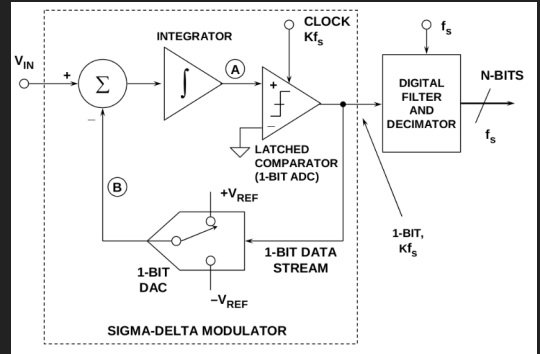 CLOCK
Kfs
fs
INTEGRATOR
VIN
+
Σ
_
∫
A
+
_
DIGITAL
FILTER
AND
DECIMATOR
N-BITS
fs
LATCHED
COMPARATOR
(1-BIT ADC)
B
+VREF
1-BIT DATA
STREAM
1-BIT,
Kfs
1-BIT
DAC
–VREF
SIGMA-DELTA MODULATOR